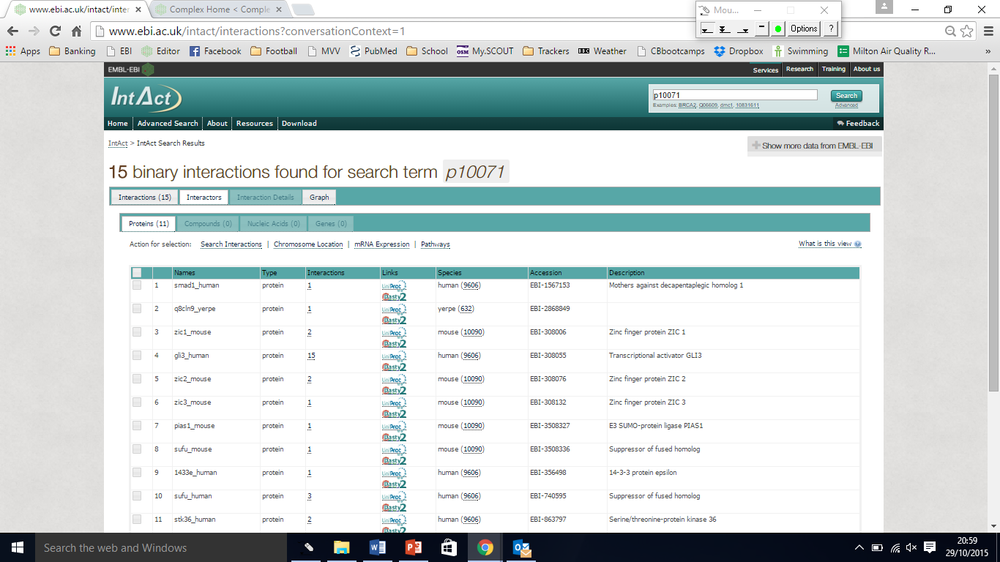 www.ebi.ac.uk/intact/inter
Complex Home < Comple
Mou...
www.ebi.ac.uk/intact/interactions?conversationContext=1
Options ?
Apps Banking EBI Editor Facebook Football MVV PubMed School OSM My.SCOUT Trackers BBC Weather CBbootcamps Dropbox Swimming Milton Air Quality R... »
EMBL-EBI Services Research Training About us
IntAct
p10071 Search
Examples: BRCA2, Q06609, dmc1, 10831611 Advanced
Home Advanced Search About Resources Download Feedback
IntAct > IntAct Search Results
Show more data from EMBL-EBI
15 binary interactions found for search term p10071
Interactions (15) Interactors Interaction Details Graph
Proteins (11) Compounds (0) Nucleic Acids (0) Genes (0)
Action for selection: Search Interactions | Chromosome Location | mRNA Expression | Pathways What is this view
Names Type Interactions Links Species Accession Description
1 smad1_human protein 1 UniProt human (9606) EBI-1567153 Mothers against decapentaplegic homolog 1
Dasty2
2 q8cln9_yerpe protein 1 UniProt yerpe (632) EBI-2868849
Dasty2
3 zic1_mouse protein 2 UniProt mouse (10090) EBI-308006 Zinc finger protein ZIC 1
Dasty2
4 gli3_human protein 15 UniProt human (9606) EBI-308055 Transcriptional activator GLI3
Dasty2
5 zic2_mouse protein 2 UniProt mouse (10090) EBI-308076 Zinc finger protein ZIC 2
Dasty2
6 zic3_mouse protein 1 UniProt mouse (10090) EBI-308132 Zinc finger protein ZIC 3
Dasty2
7 pias1_mouse protein 1 UniProt mouse (10090) EBI-3508327 E3 SUMO-protein ligase PIAS1
Dasty2
8 sufu_mouse protein 1 UniProt mouse (10090) EBI-3508336 Suppressor of fused homolog
Dasty2
9 1433e_human protein 1 UniProt human (9606) EBI-356498 14-3-3 protein epsilon
Dasty2
10 sufu_human protein 3 UniProt human (9606) EBI-740595 Suppressor of fused homolog
Dasty2
11 stk36_human protein 2 UniProt human (9606) EBI-863797 Serine/threonine-protein kinase 36
Dasty2
Search the web and Windows
20:59
29/10/2015